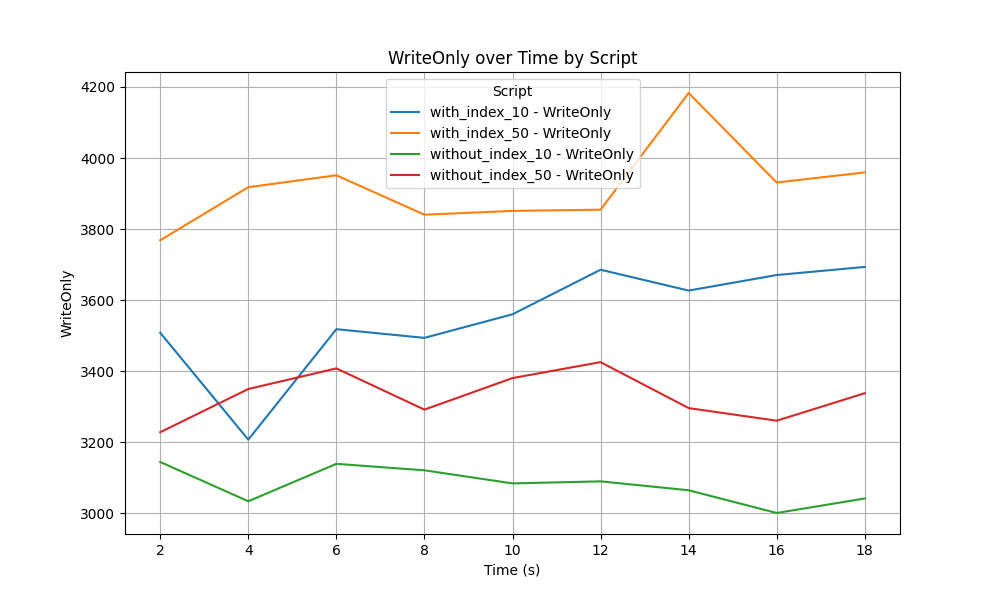 WriteOnly over Time by Script
Script
with_index_10 - WriteOnly
with_index_50 - WriteOnly
without_index_10 - WriteOnly
without_index_50 - WriteOnly
WriteOnly
4200
4000
3800
3600
3400
3200
3000
2 4 6 8 10 12 14 16 18
Time (s)